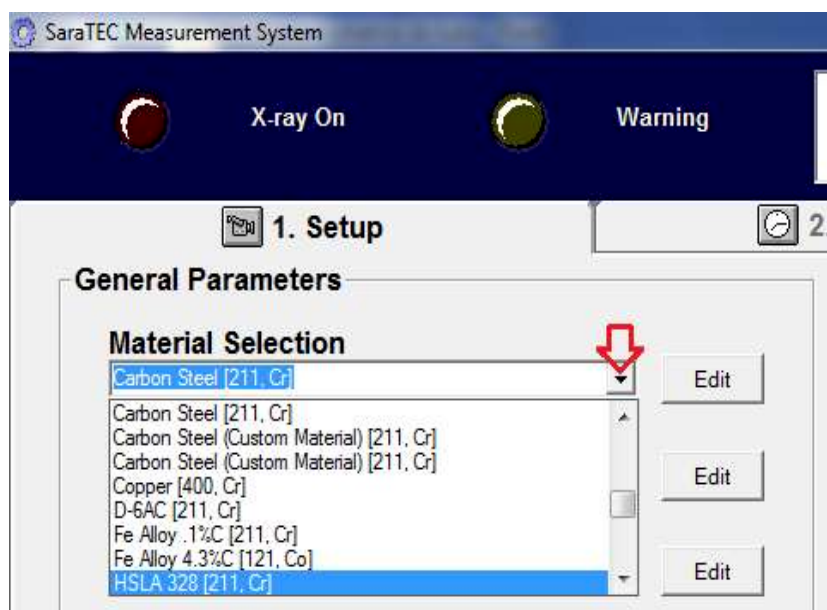 SaraTEC Measurement System
X-ray On
Warning
1. Setup
2.
General Parameters
Material Selection
Carbon Steel [211, Cr]
Edit
Carbon Steel [211, Cr]
Carbon Steel (Custom Material) [211, Cr]
Carbon Steel (Custom Material) [211, Cr]
Copper [400, Cr]
D-6AC [211, Cr]
Fe Alloy .1%C [211, Cr]
Fe Alloy 4.3%C [121, Co]
HSLA 328 [211, Cr]
Edit
Edit